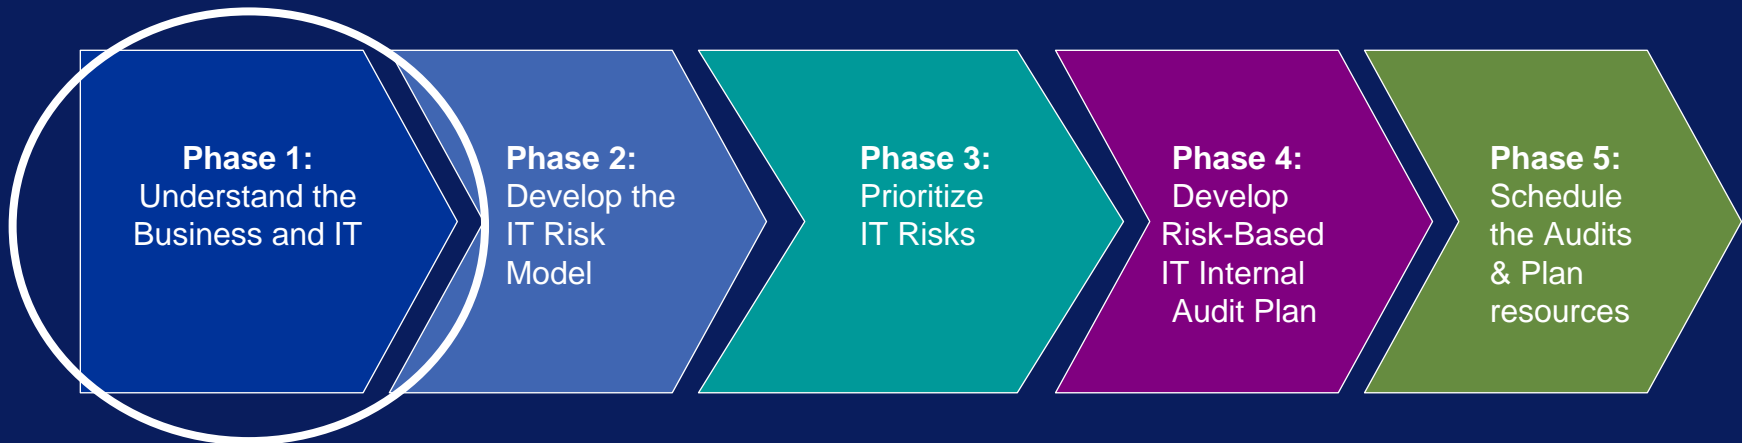 Phase 1:
Understand the
Business and IT
Phase 2:
Develop the
IT Risk
Model
Phase 3:
Prioritize
IT Risks
Phase 4:
Develop
Risk-Based
IT Internal
Audit Plan
Phase 5:
Schedule
the Audits
& Plan
resources